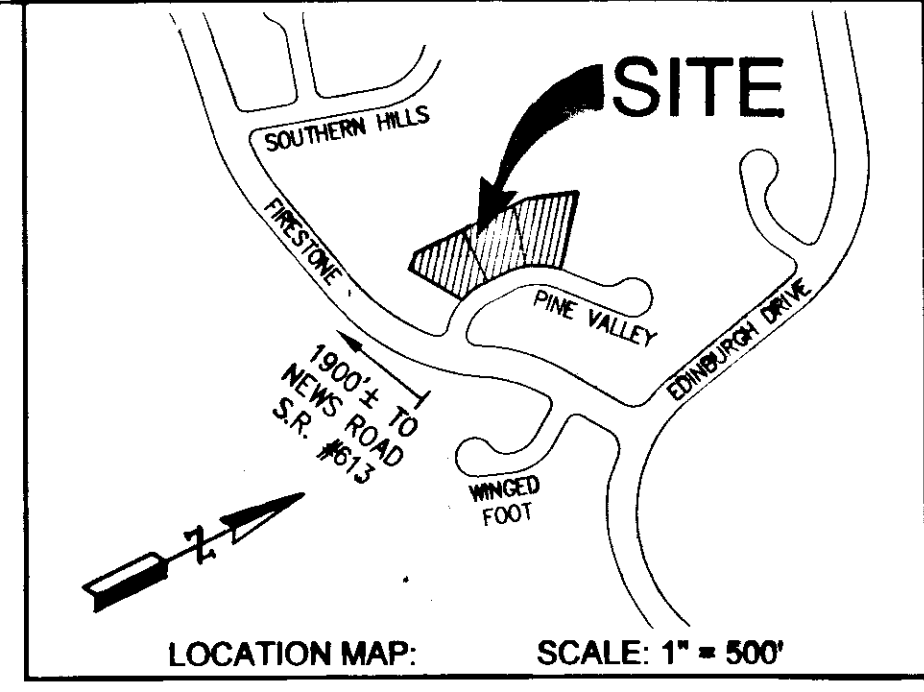 SITE
SOUTHERN HILLS
FIRESTONE
PINE VALLEY
EDINBURGH DRIVE
1900'± TO
NEWS ROAD
S.R. #613
WINGED
FOOT
N
LOCATION MAP: SCALE: 1" = 500'